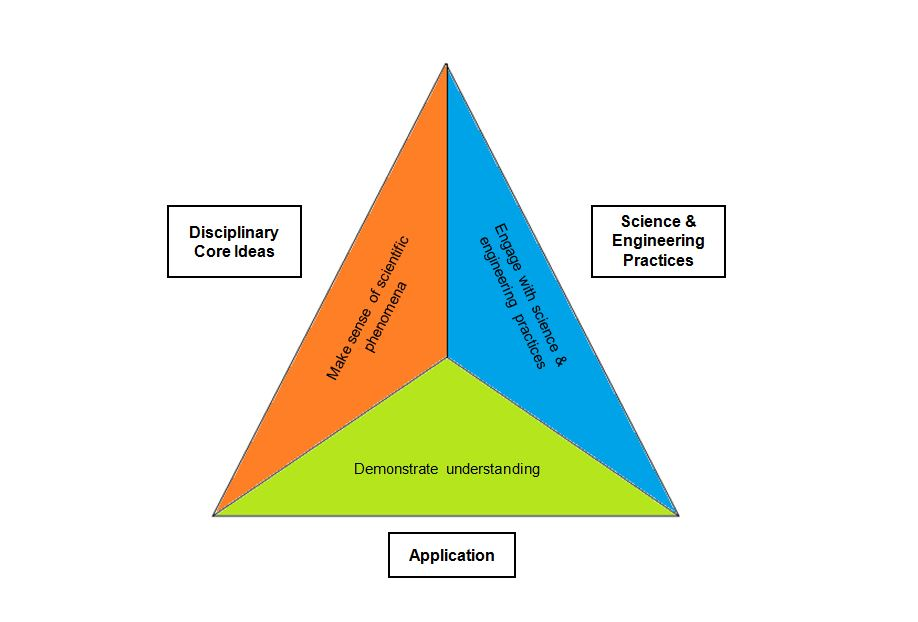 Disciplinary
Core Ideas
Science &
Engineering
Practices
Make sense of scientific
phenomena
Engage with science &
engineering practices
Demonstrate understanding
Application